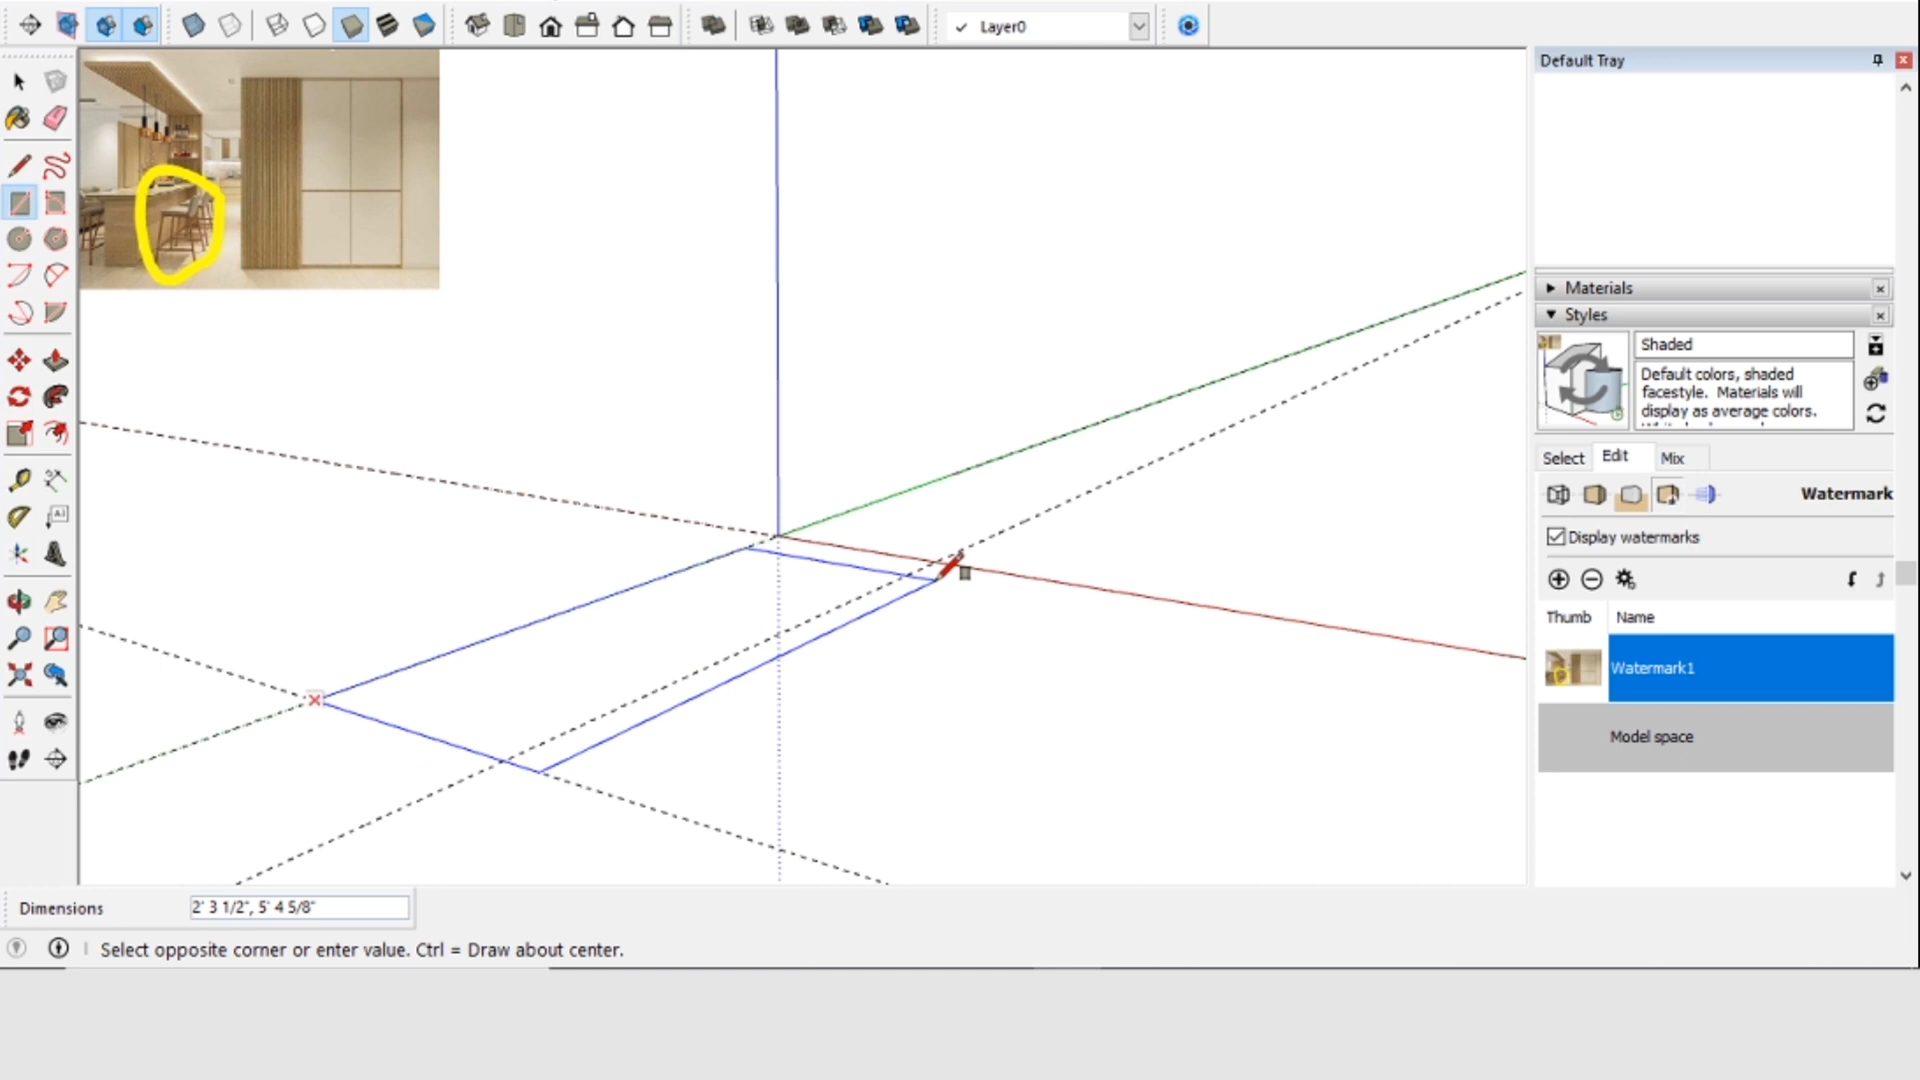 Layer0
Default Tray
Materials
Styles
Shaded
Default colors, shaded
facestyle. Materials will
display as average colors.
Select Edit Mix
Watermark
Display watermarks
Thumb Name
Watermark1
Model space
Dimensions 2' 3 1/2", 5' 4 5/8"
Select opposite corner or enter value. Ctrl = Draw about center.